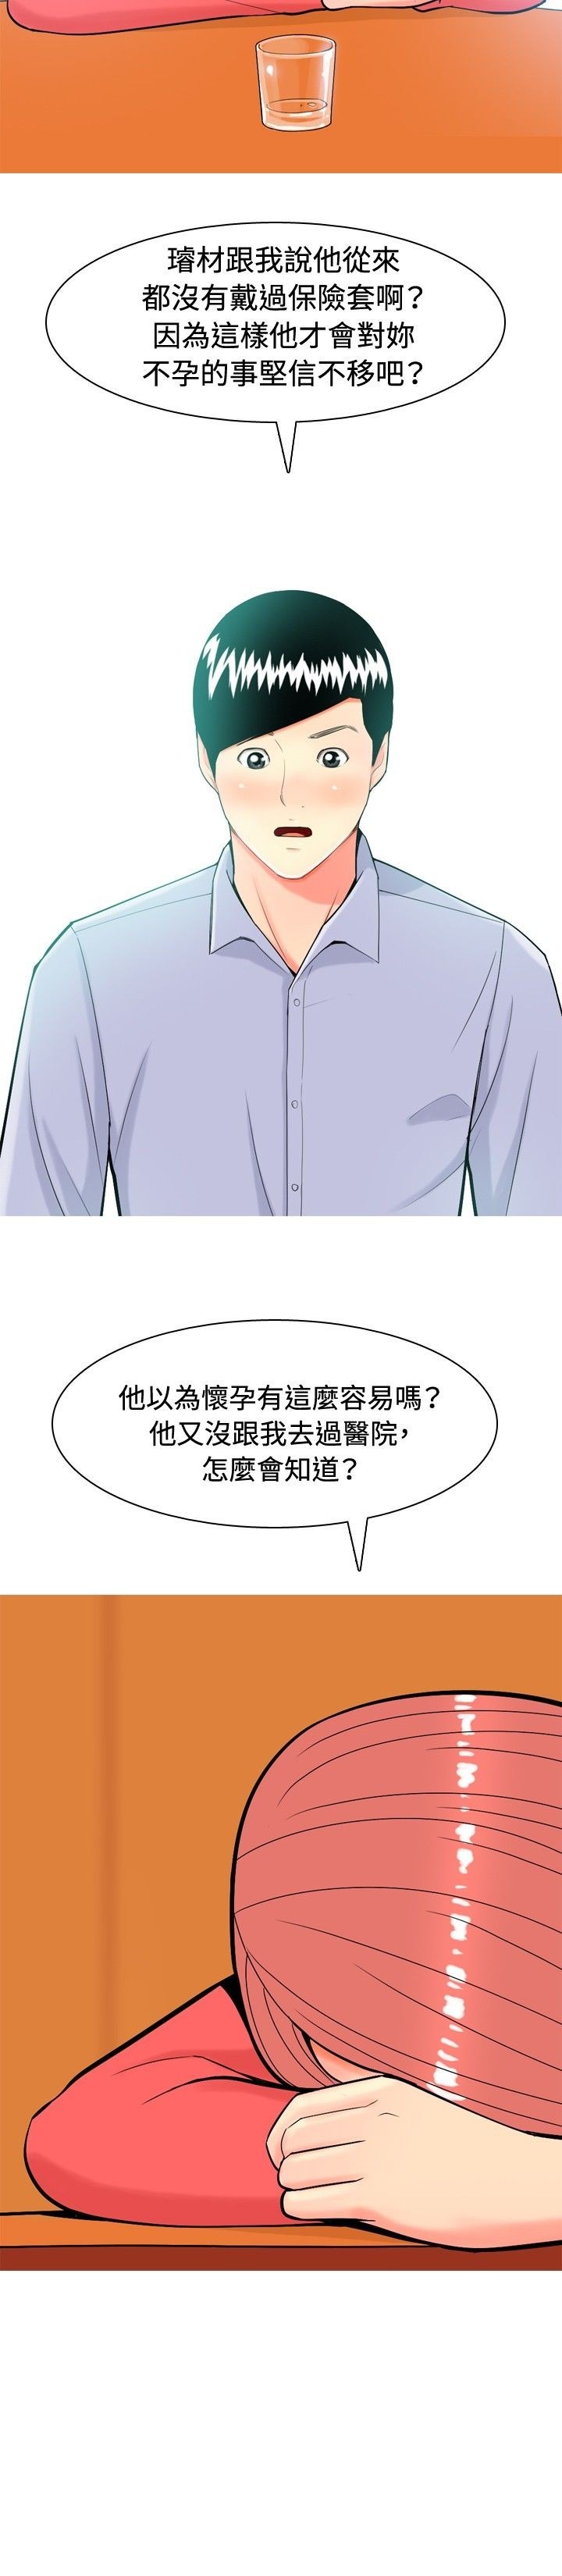 璿材跟我說他從來
都沒有戴過保險套啊？
因為這樣他才會對妳
不孕的事堅信不移吧？
他以為懷孕有這麼容易嗎？
他又沒跟我去過醫院，
怎麼會知道？